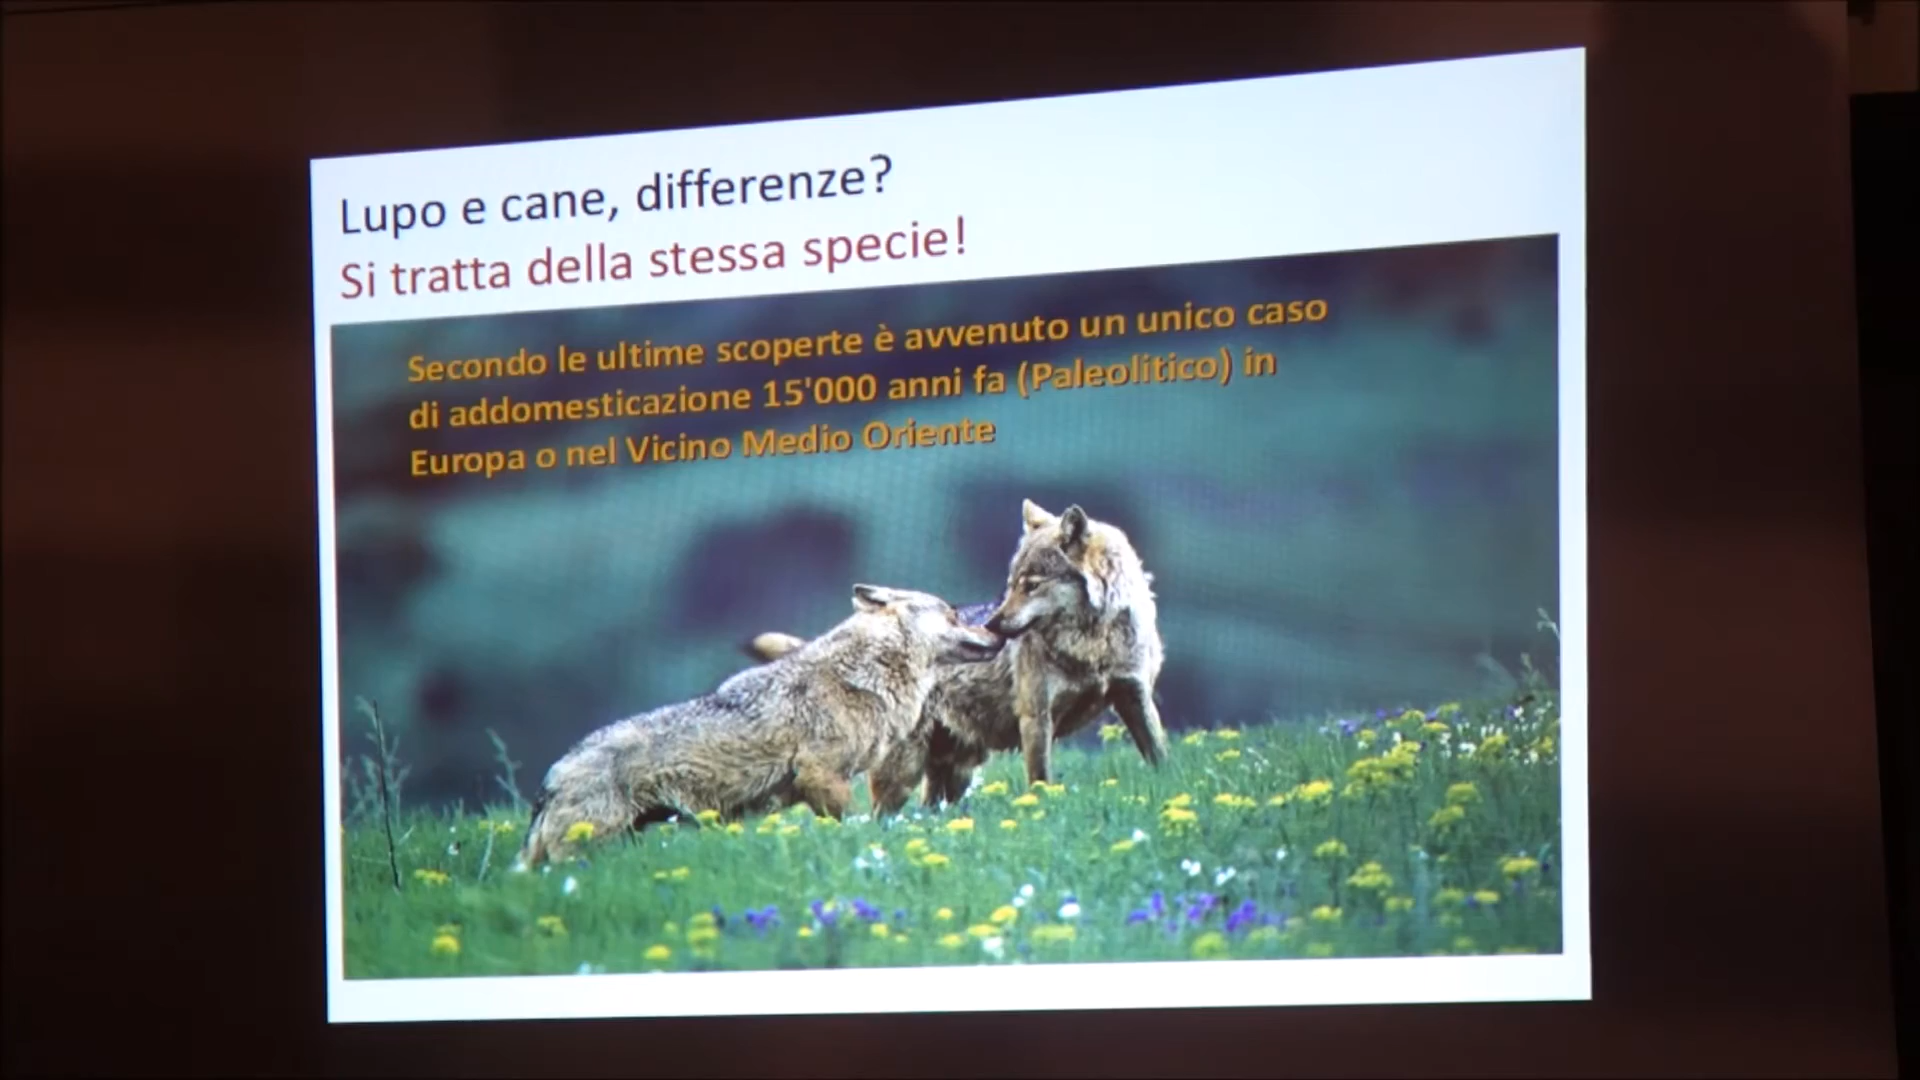 Lupo e cane, differenze?
Si tratta della stessa specie!
Secondo le ultime scoperte è avvenuto un unico caso
di addomesticazione 15'000 anni fa (Paleolitico) in
Europa o nel Vicino Medio Oriente